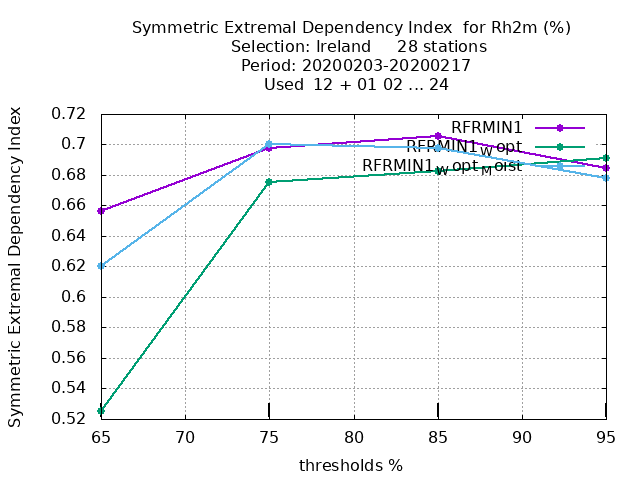 Symmetric Extremal Dependency Index for Rh2m (%)
Selection: Ireland 28 stations
Period: 20200203-20200217
Used 12 + 01 02 ... 24
Symmetric Extremal Dependency Index
0.72
0.7
0.68
0.66
0.64
0.62
0.6
0.58
0.56
0.54
0.52
RFRMIN1
RFRMIN1_Wopt
RFRMIN1_Wopt_Moist
65 70 75 80 85 90 95
thresholds %